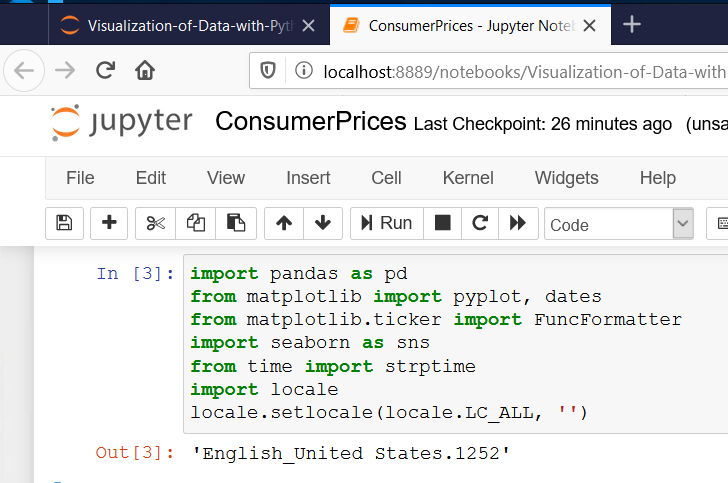 Visualization-of-Data-with-Pyth
ConsumerPrices - Jupyter Noteb
localhost:8889/notebooks/Visualization-of-Data-with
jupyter ConsumerPrices Last Checkpoint: 26 minutes ago (unsa
File Edit View Insert Cell Kernel Widgets Help
Run Code
In [3]: import pandas as pd
from matplotlib import pyplot, dates
from matplotlib.ticker import FuncFormatter
import seaborn as sns
from time import strptime
import locale
locale.setlocale(locale.LC_ALL, '')
Out[3]: 'English_United States.1252'